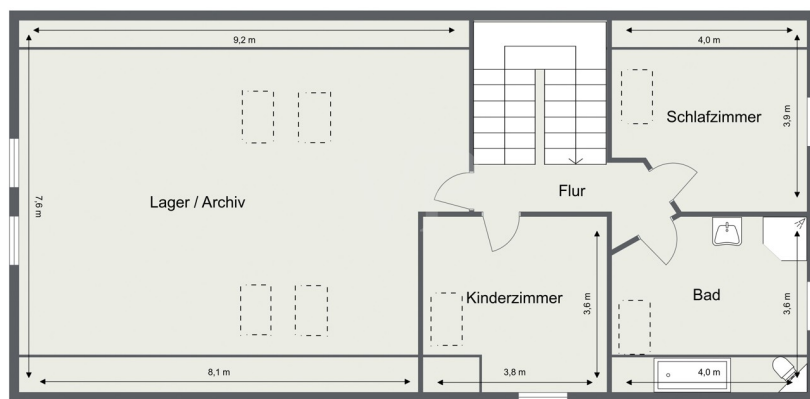 9,2 m
4,0 m
Schlafzimmer
3,9 m
7,6 m
Lager / Archiv
Flur
Kinderzimmer
3,6 m
Bad
3,6 m
8,1 m
3,8 m
4,0 m